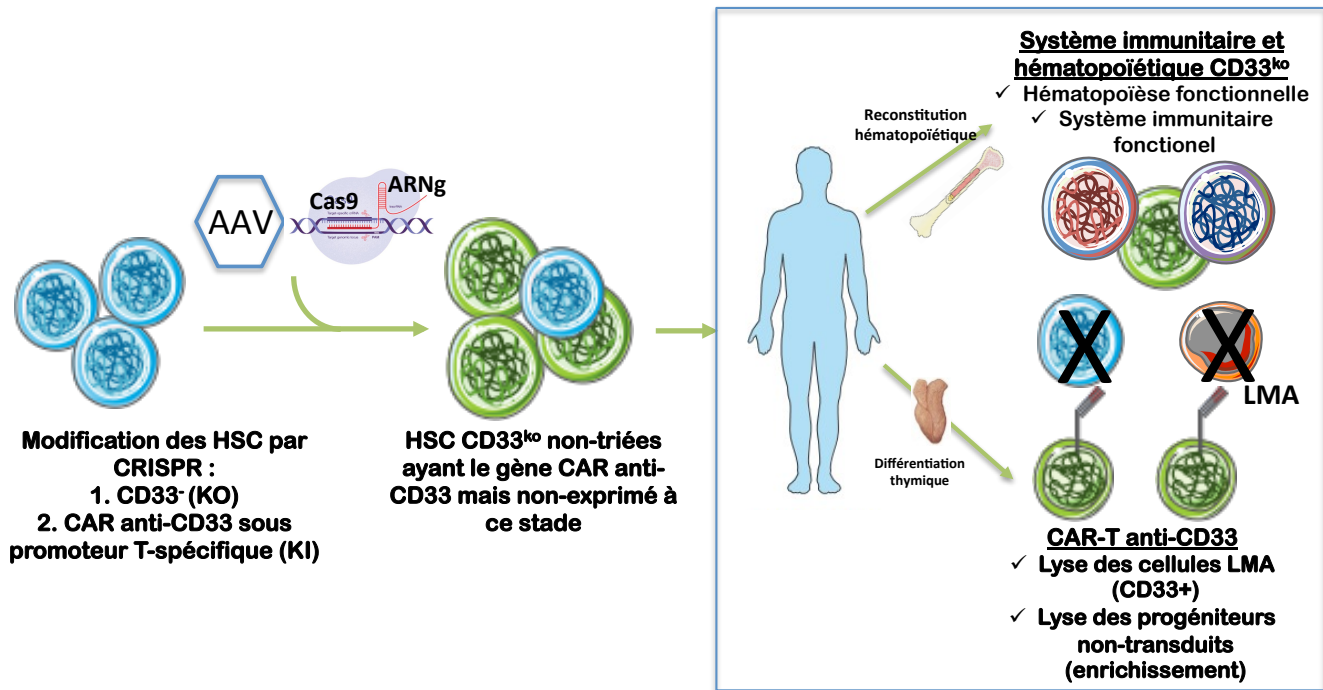 AAV
Cas9
ARNg
Modification des HSC par
CRISPR :
1. CD33- (KO)
2. CAR anti-CD33 sous
promoteur T-spécifique (KI)
HSC CD33ko non-triées
ayant le gène CAR anti-
CD33 mais non-exprimé à
ce stade
Reconstitution
hématopoïétique
Système immunitaire et
hématopoïétique CD33ko
✓ Hématopoïèse fonctionnelle
✓ Système immunitaire
fonctionel
X
X
LMA
Différentiation
thymique
CAR-T anti-CD33
✓ Lyse des cellules LMA
(CD33+)
✓ Lyse des progéniteurs
non-transduits
(enrichissement)